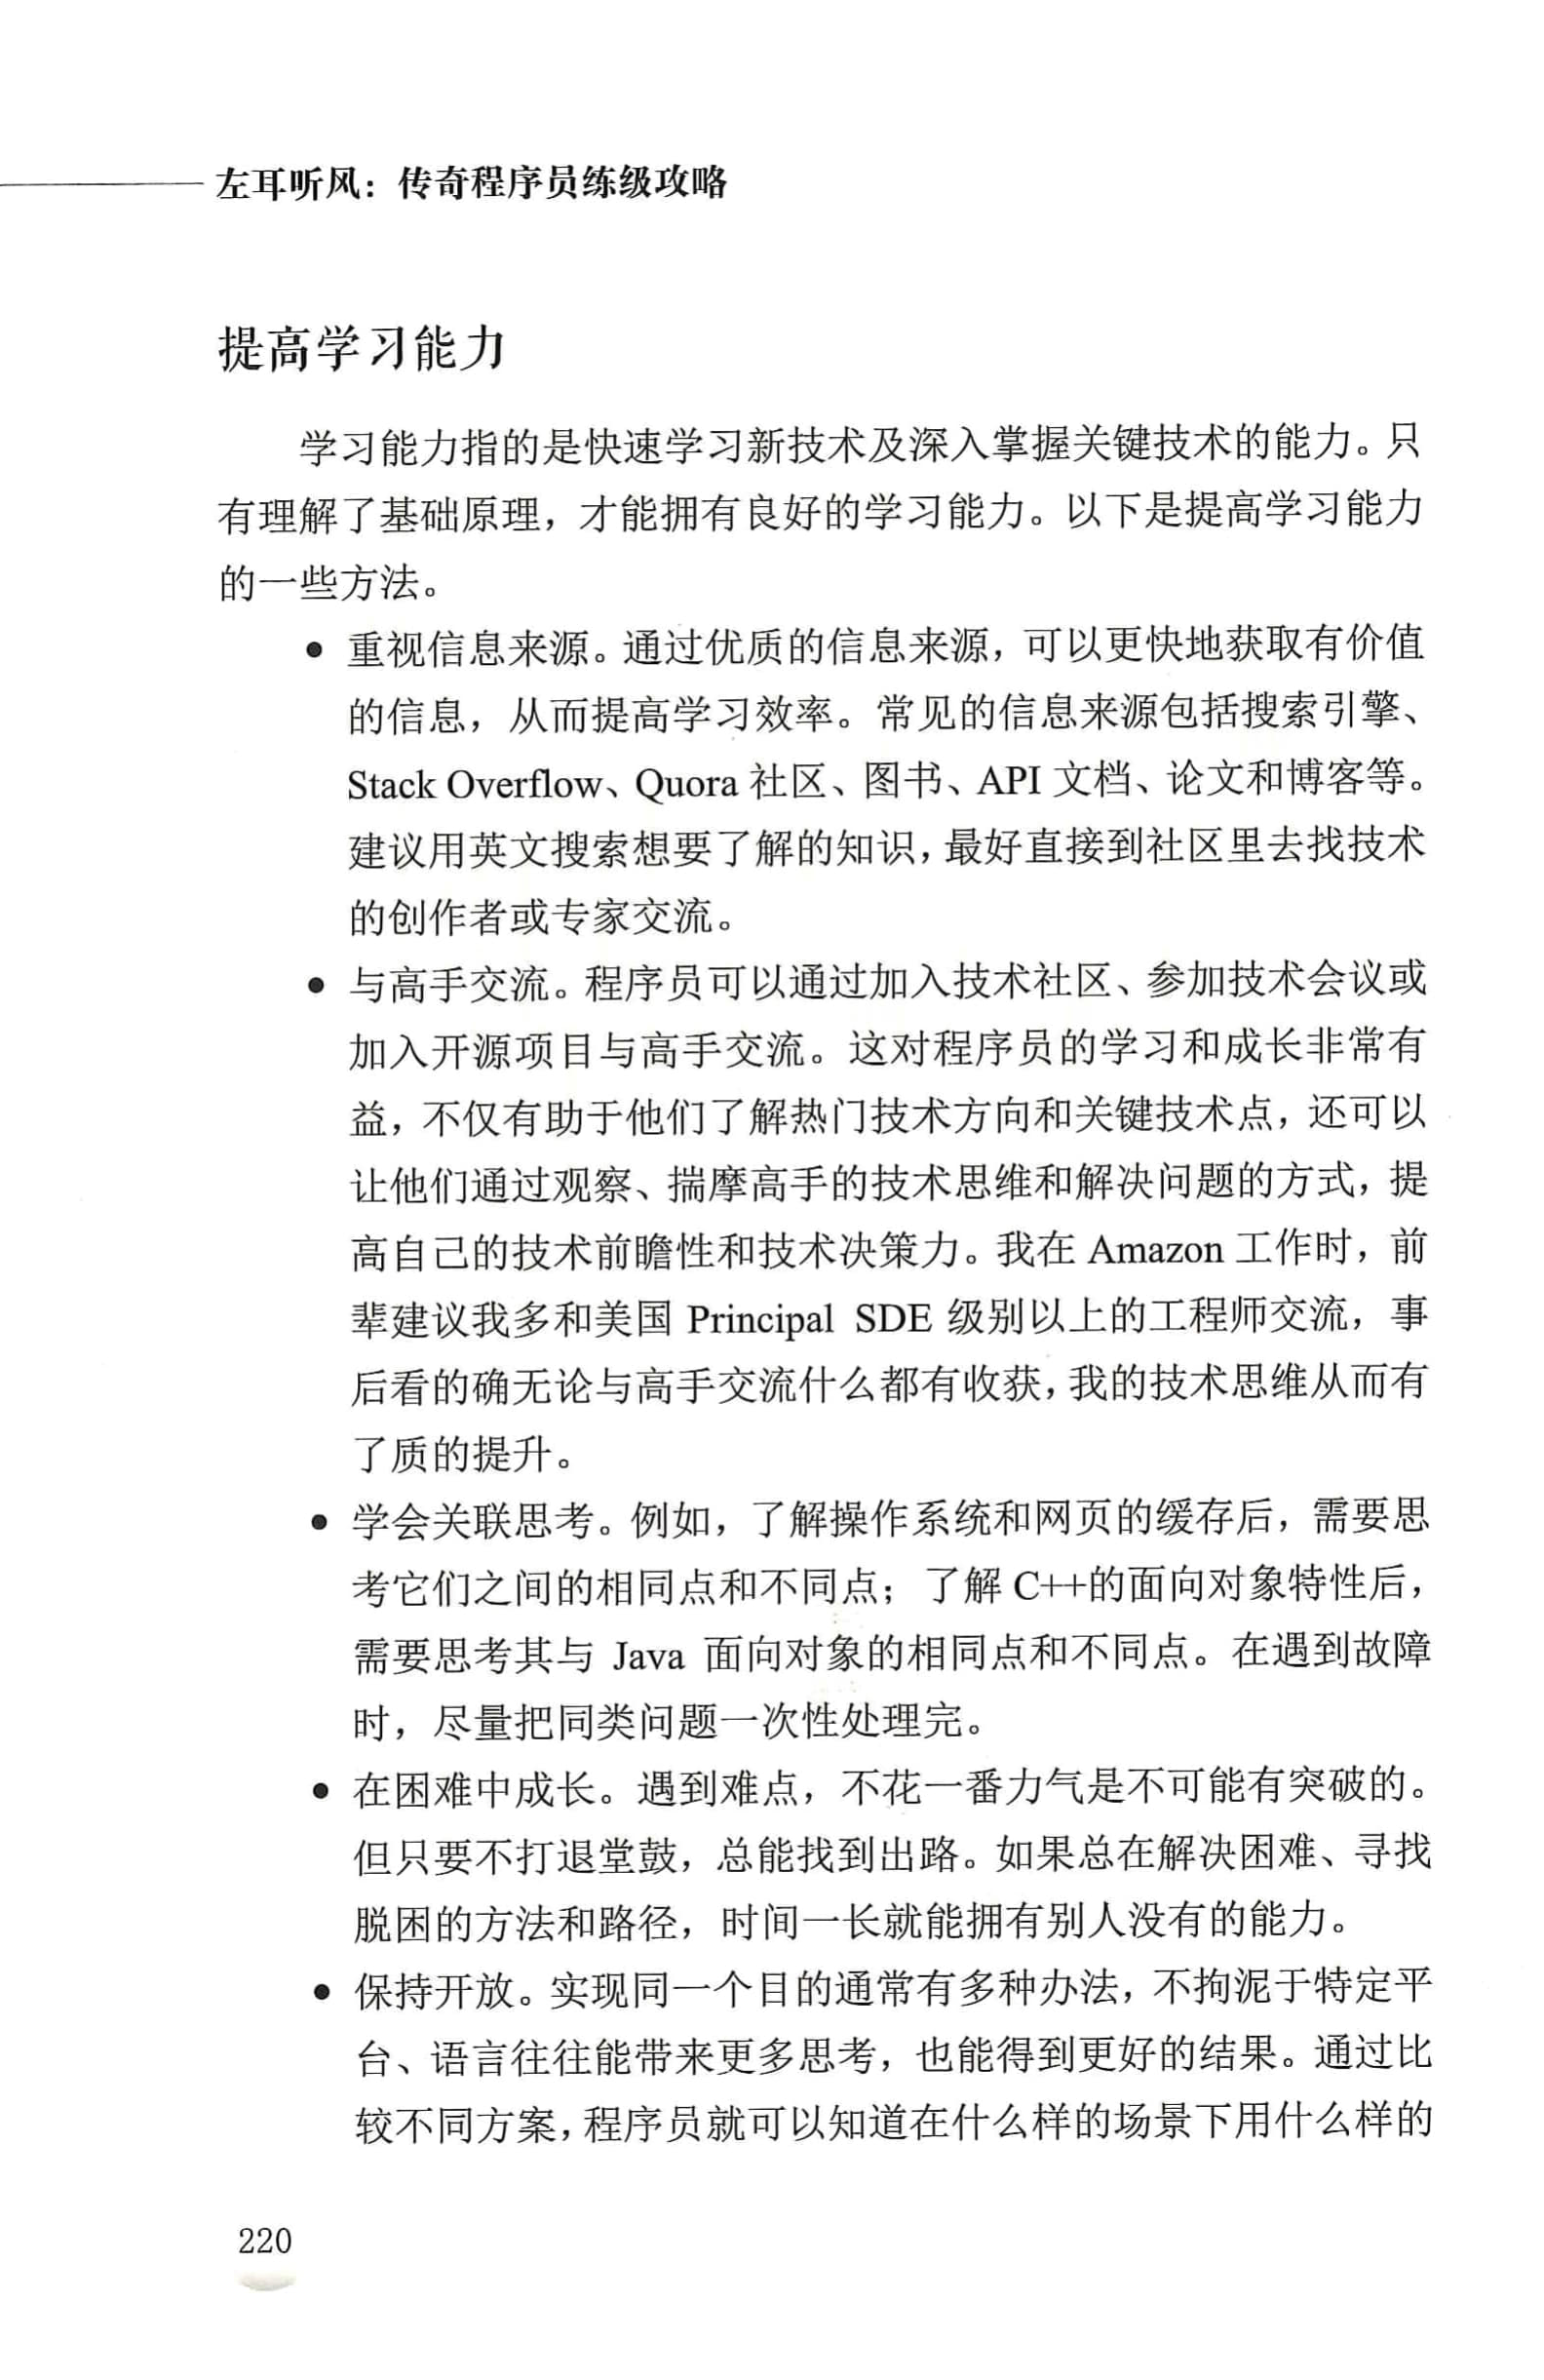 左耳听风：传奇程序员练级攻略
提高学习能力
学习能力指的是快速学习新技术及深入掌握关键技术的能力。只
有理解了基础原理，才能拥有良好的学习能力。以下是提高学习能力
的一些方法。
● 重视信息来源。通过优质的信息来源，可以更快地获取有价值
的信息，从而提高学习效率。常见的信息来源包括搜索引擎、
Stack Overflow、Quora 社区、图书、API 文档、论文和博客等。
建议用英文搜索想要了解的知识，最好直接到社区里去找技术
的创作者或专家交流。
● 与高手交流。程序员可以通过加入技术社区、参加技术会议或
加入开源项目与高手交流。这对程序员的学习和成长非常有
益，不仅有助于他们了解热门技术方向和关键技术点，还可以
让他们通过观察、揣摩高手的技术思维和解决问题的方式，提
高自己的技术前瞻性和技术决策力。我在 Amazon 工作时，前
辈建议我多和美国 Principal SDE 级别以上的工程师交流，事
后看的确无论与高手交流什么都有收获，我的技术思维从而有
了质的提升。
● 学会关联思考。例如，了解操作系统和网页的缓存后，需要思
考它们之间的相同点和不同点；了解 C++的面向对象特性后，
需要思考其与 Java 面向对象的相同点和不同点。在遇到故障
时，尽量把同类问题一次性处理完。
● 在困难中成长。遇到难点，不花一番力气是不可能有突破的。
但只要不打退堂鼓，总能找到出路。如果总在解决困难、寻找
脱困的方法和路径，时间一长就能拥有别人没有的能力。
● 保持开放。实现同一个目的通常有多种办法，不拘泥于特定平
台、语言往往能带来更多思考，也能得到更好的结果。通过比
较不同方案，程序员就可以知道在什么样的场景下用什么样的
220